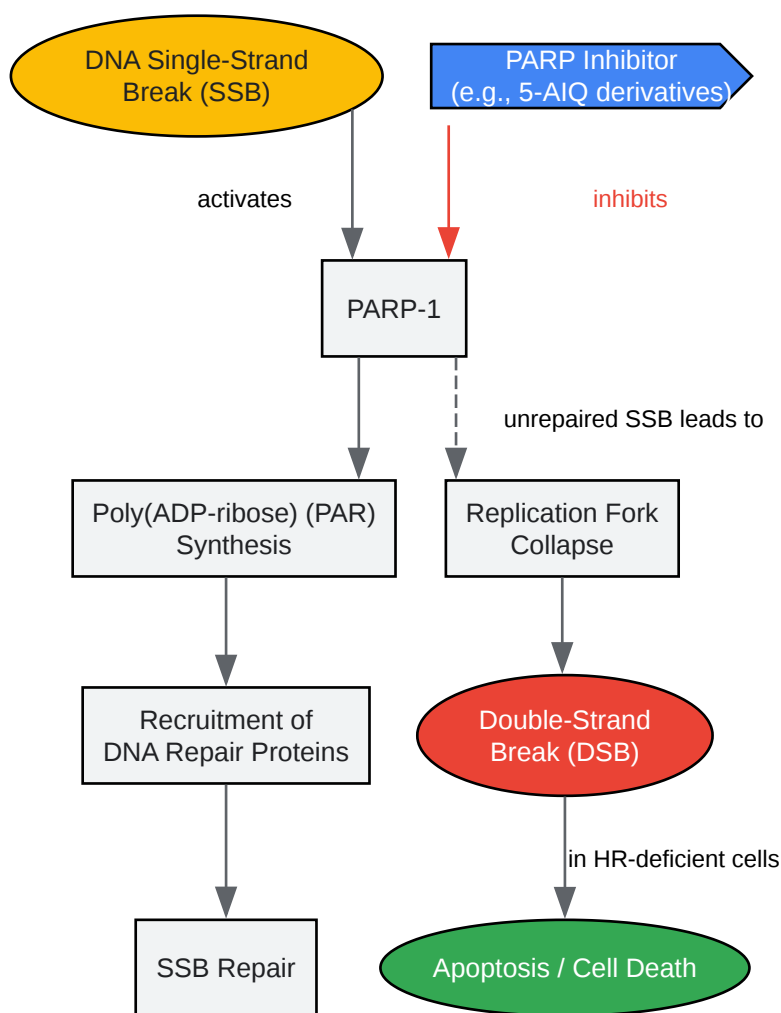 DNA Single-Strand
Break (SSB)
PARP Inhibitor
(e.g., 5-AIQ derivatives)
activates
inhibits
PARP-1
unrepaired SSB leads to
Poly(ADP-ribose) (PAR)
Synthesis
Replication Fork
Collapse
Recruitment of
DNA Repair Proteins
Double-Strand
Break (DSB)
in HR-deficient cells
SSB Repair
Apoptosis / Cell Death